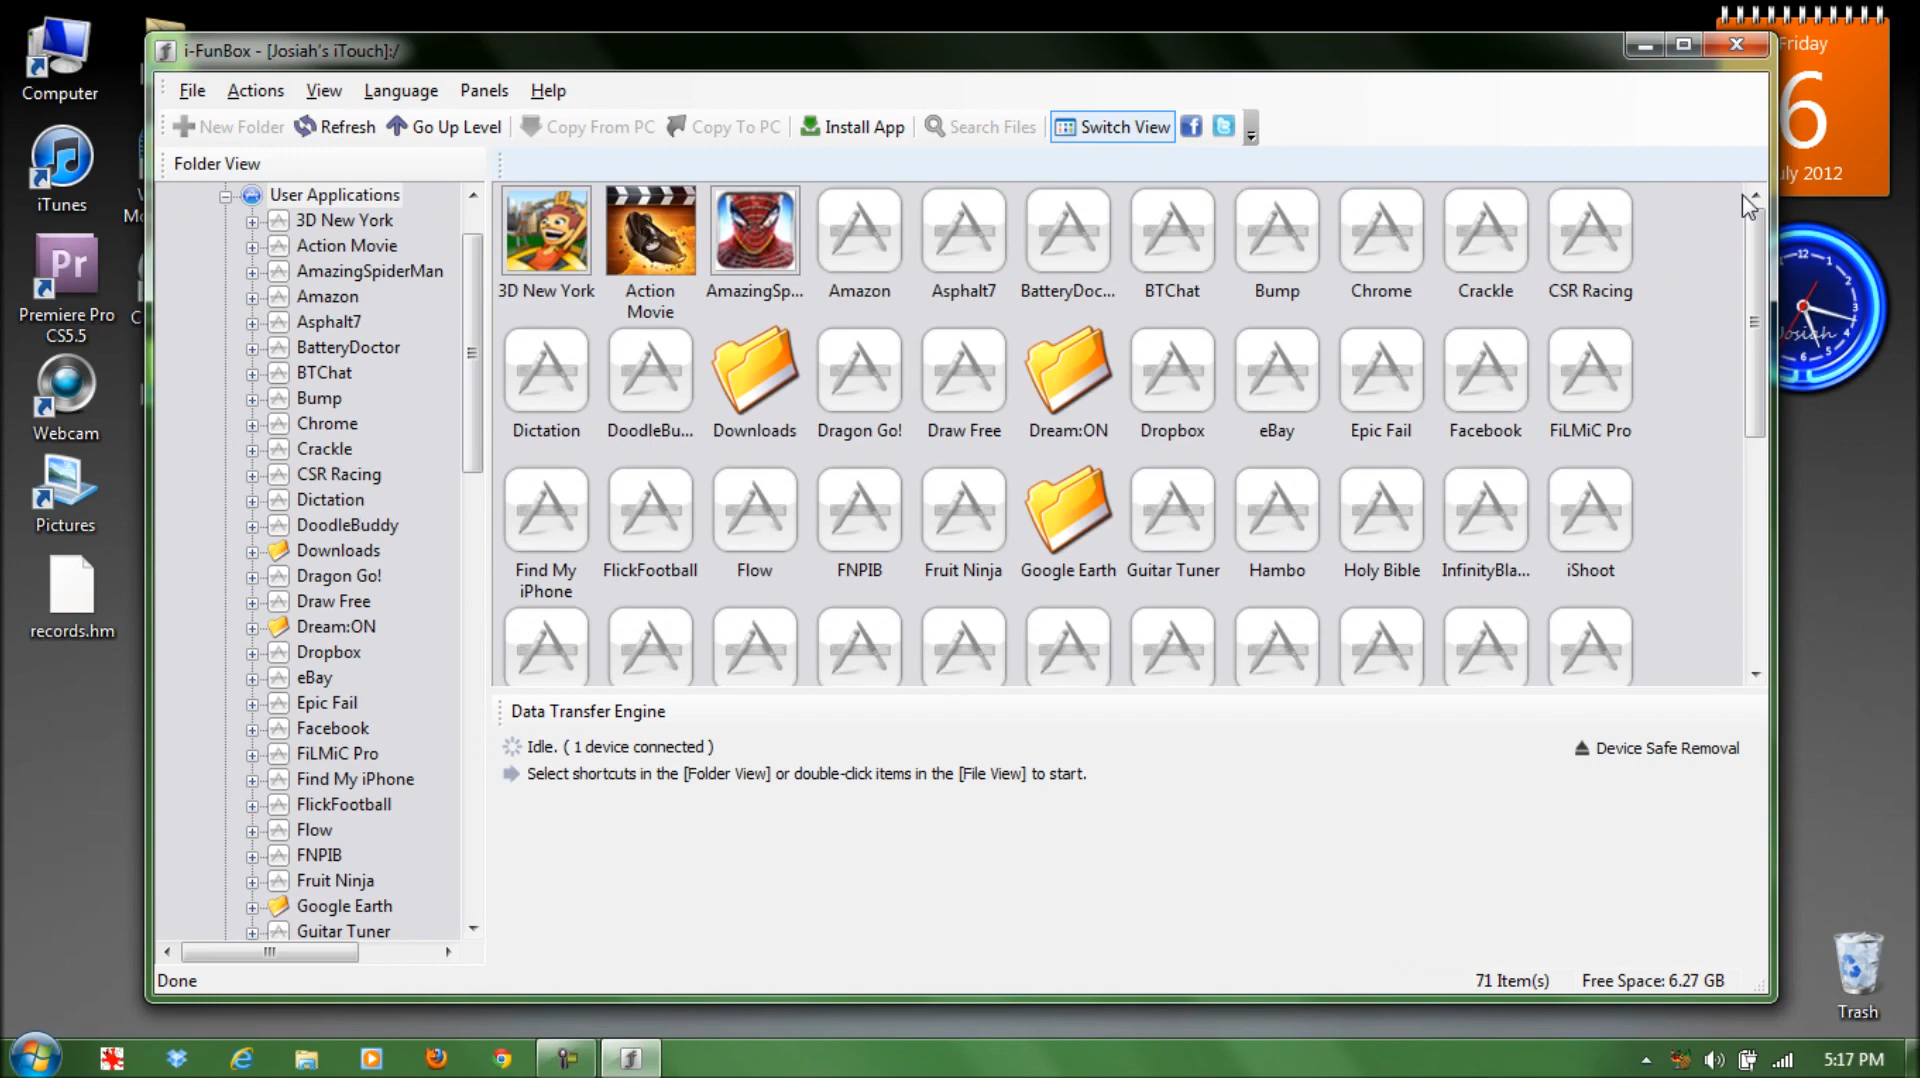 i-FunBox - [Josiah's iTouch]:/
File Actions View Language Panels Help
New Folder Refresh Go Up Level Copy From PC Copy To PC Install App Search Files Switch View
Folder View
User Applications
3D New York
Action Movie
AmazingSpiderMan
Amazon
Asphalt7
BatteryDoctor
BTChat
Bump
Chrome
Crackle
CSR Racing
Dictation
DoodleBuddy
Downloads
Dragon Go!
Draw Free
Dream:ON
Dropbox
eBay
Epic Fail
Facebook
FiLMiC Pro
Find My iPhone
FlickFootball
Flow
FNPIB
Fruit Ninja
Google Earth
Guitar Tuner
3D New York Action Movie AmazingSp... Amazon Asphalt7 BatteryDoc... BTChat Bump Chrome Crackle CSR Racing
Dictation DoodleBu... Downloads Dragon Go! Draw Free Dream:ON Dropbox eBay Epic Fail Facebook FiLMiC Pro
Find My iPhone FlickFootball Flow FNPIB Fruit Ninja Google Earth Guitar Tuner Hambo Holy Bible InfinityBla... iShoot
Data Transfer Engine
Idle. ( 1 device connected )
Device Safe Removal
Select shortcuts in the [Folder View] or double-click items in the [File View] to start.
Done
71 Item(s)
Free Space: 6.27 GB
Computer
iTunes
Pr
Premiere Pro
CS5.5
Webcam
Pictures
records.hm
Friday
6
uly 2012
12
6
Josiah
Trash
5:17 PM